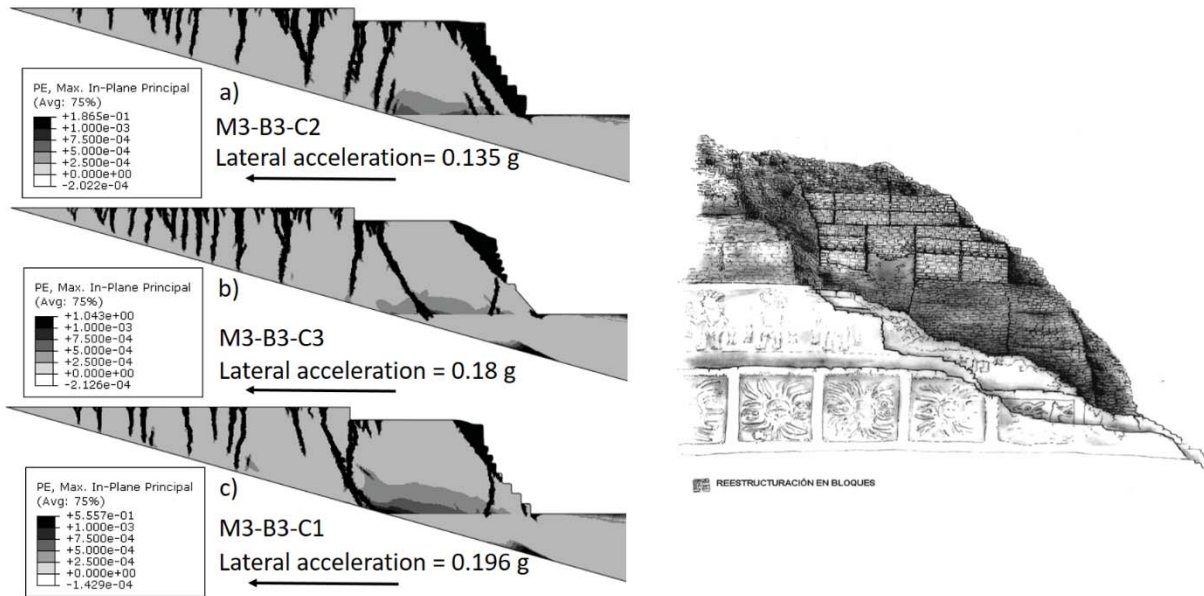 PE, Max. In-Plane Principal
(Avg: 75%)
+1.865e-01
+1.000e-03
+7.500e-04
+5.000e-04
+2.500e-04
+0.000e+00
-2.022e-04
a)
M3-B3-C2
Lateral acceleration= 0.135 g
PE, Max. In-Plane Principal
(Avg: 75%)
+1.043e+00
+1.000e-03
+7.500e-04
+5.000e-04
+2.500e-04
+0.000e+00
-2.126e-04
b)
M3-B3-C3
Lateral acceleration = 0.18 g
PE, Max. In-Plane Principal
(Avg: 75%)
+5.557e-01
+1.000e-03
+7.500e-04
+5.000e-04
+2.500e-04
+0.000e+00
-1.429e-04
c)
M3-B3-C1
Lateral acceleration = 0.196 g
REESTRUCTURACIÓN EN BLOQUES